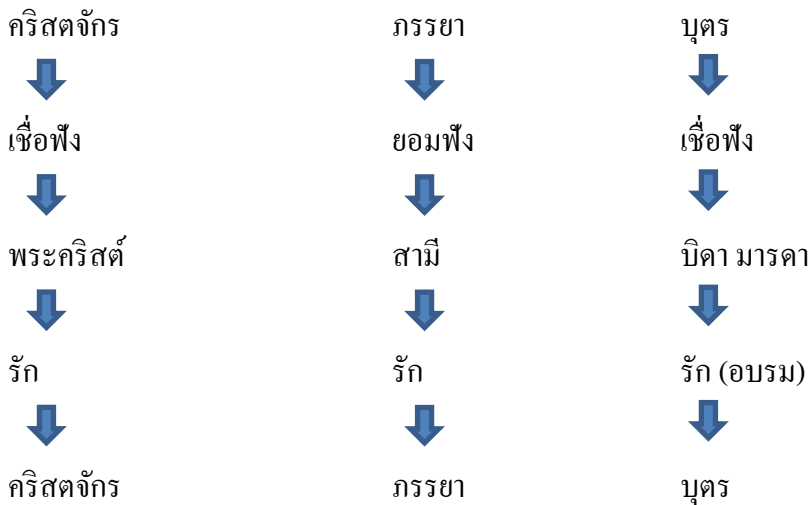 คริสตจักร ภรรยา บุตร
เชื่อฟัง ยอมฟัง เชื่อฟัง
พระคริสต์ สามี บิดา มารดา
รัก รัก รัก (อบรม)
คริสตจักร ภรรยา บุตร